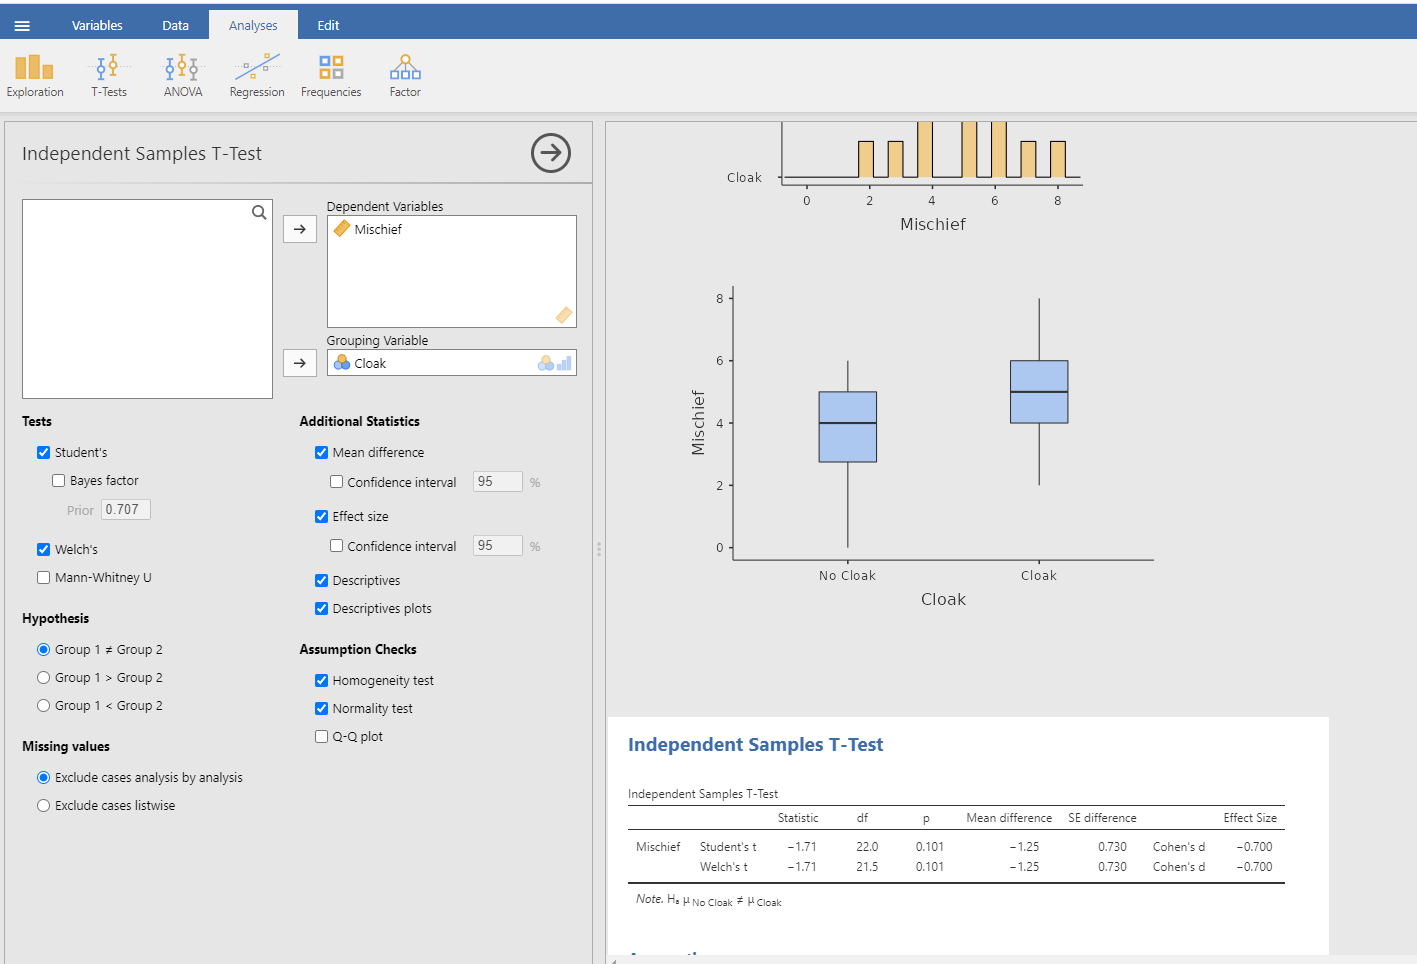 Variables Data Analyses Edit
Exploration T-Tests ANOVA Regression Frequencies Factor
Independent Samples T-Test
Dependent Variables
Mischief
Grouping Variable
Cloak
Tests
Student's
Bayes factor
Prior 0.707
Welch's
Mann-Whitney U
Hypothesis
Group 1 ≠ Group 2
Group 1 > Group 2
Group 1 < Group 2
Missing values
Exclude cases analysis by analysis
Exclude cases listwise
Additional Statistics
Mean difference
Confidence interval 95 %
Effect size
Confidence interval 95 %
Descriptives
Descriptives plots
Assumption Checks
Homogeneity test
Normality test
Q-Q plot
Cloak
0 2 4 6 8
Mischief
8
6
4
2
0
Mischief
No Cloak Cloak
Cloak
Independent Samples T-Test
Independent Samples T-Test
Statistic df p Mean difference SE difference Effect Size
Mischief Student's t −1.71 22.0 0.101 −1.25 0.730 Cohen's d −0.700
Welch's t −1.71 21.5 0.101 −1.25 0.730 Cohen's d −0.700
Note. Hₐ μ No Cloak ≠ μ Cloak